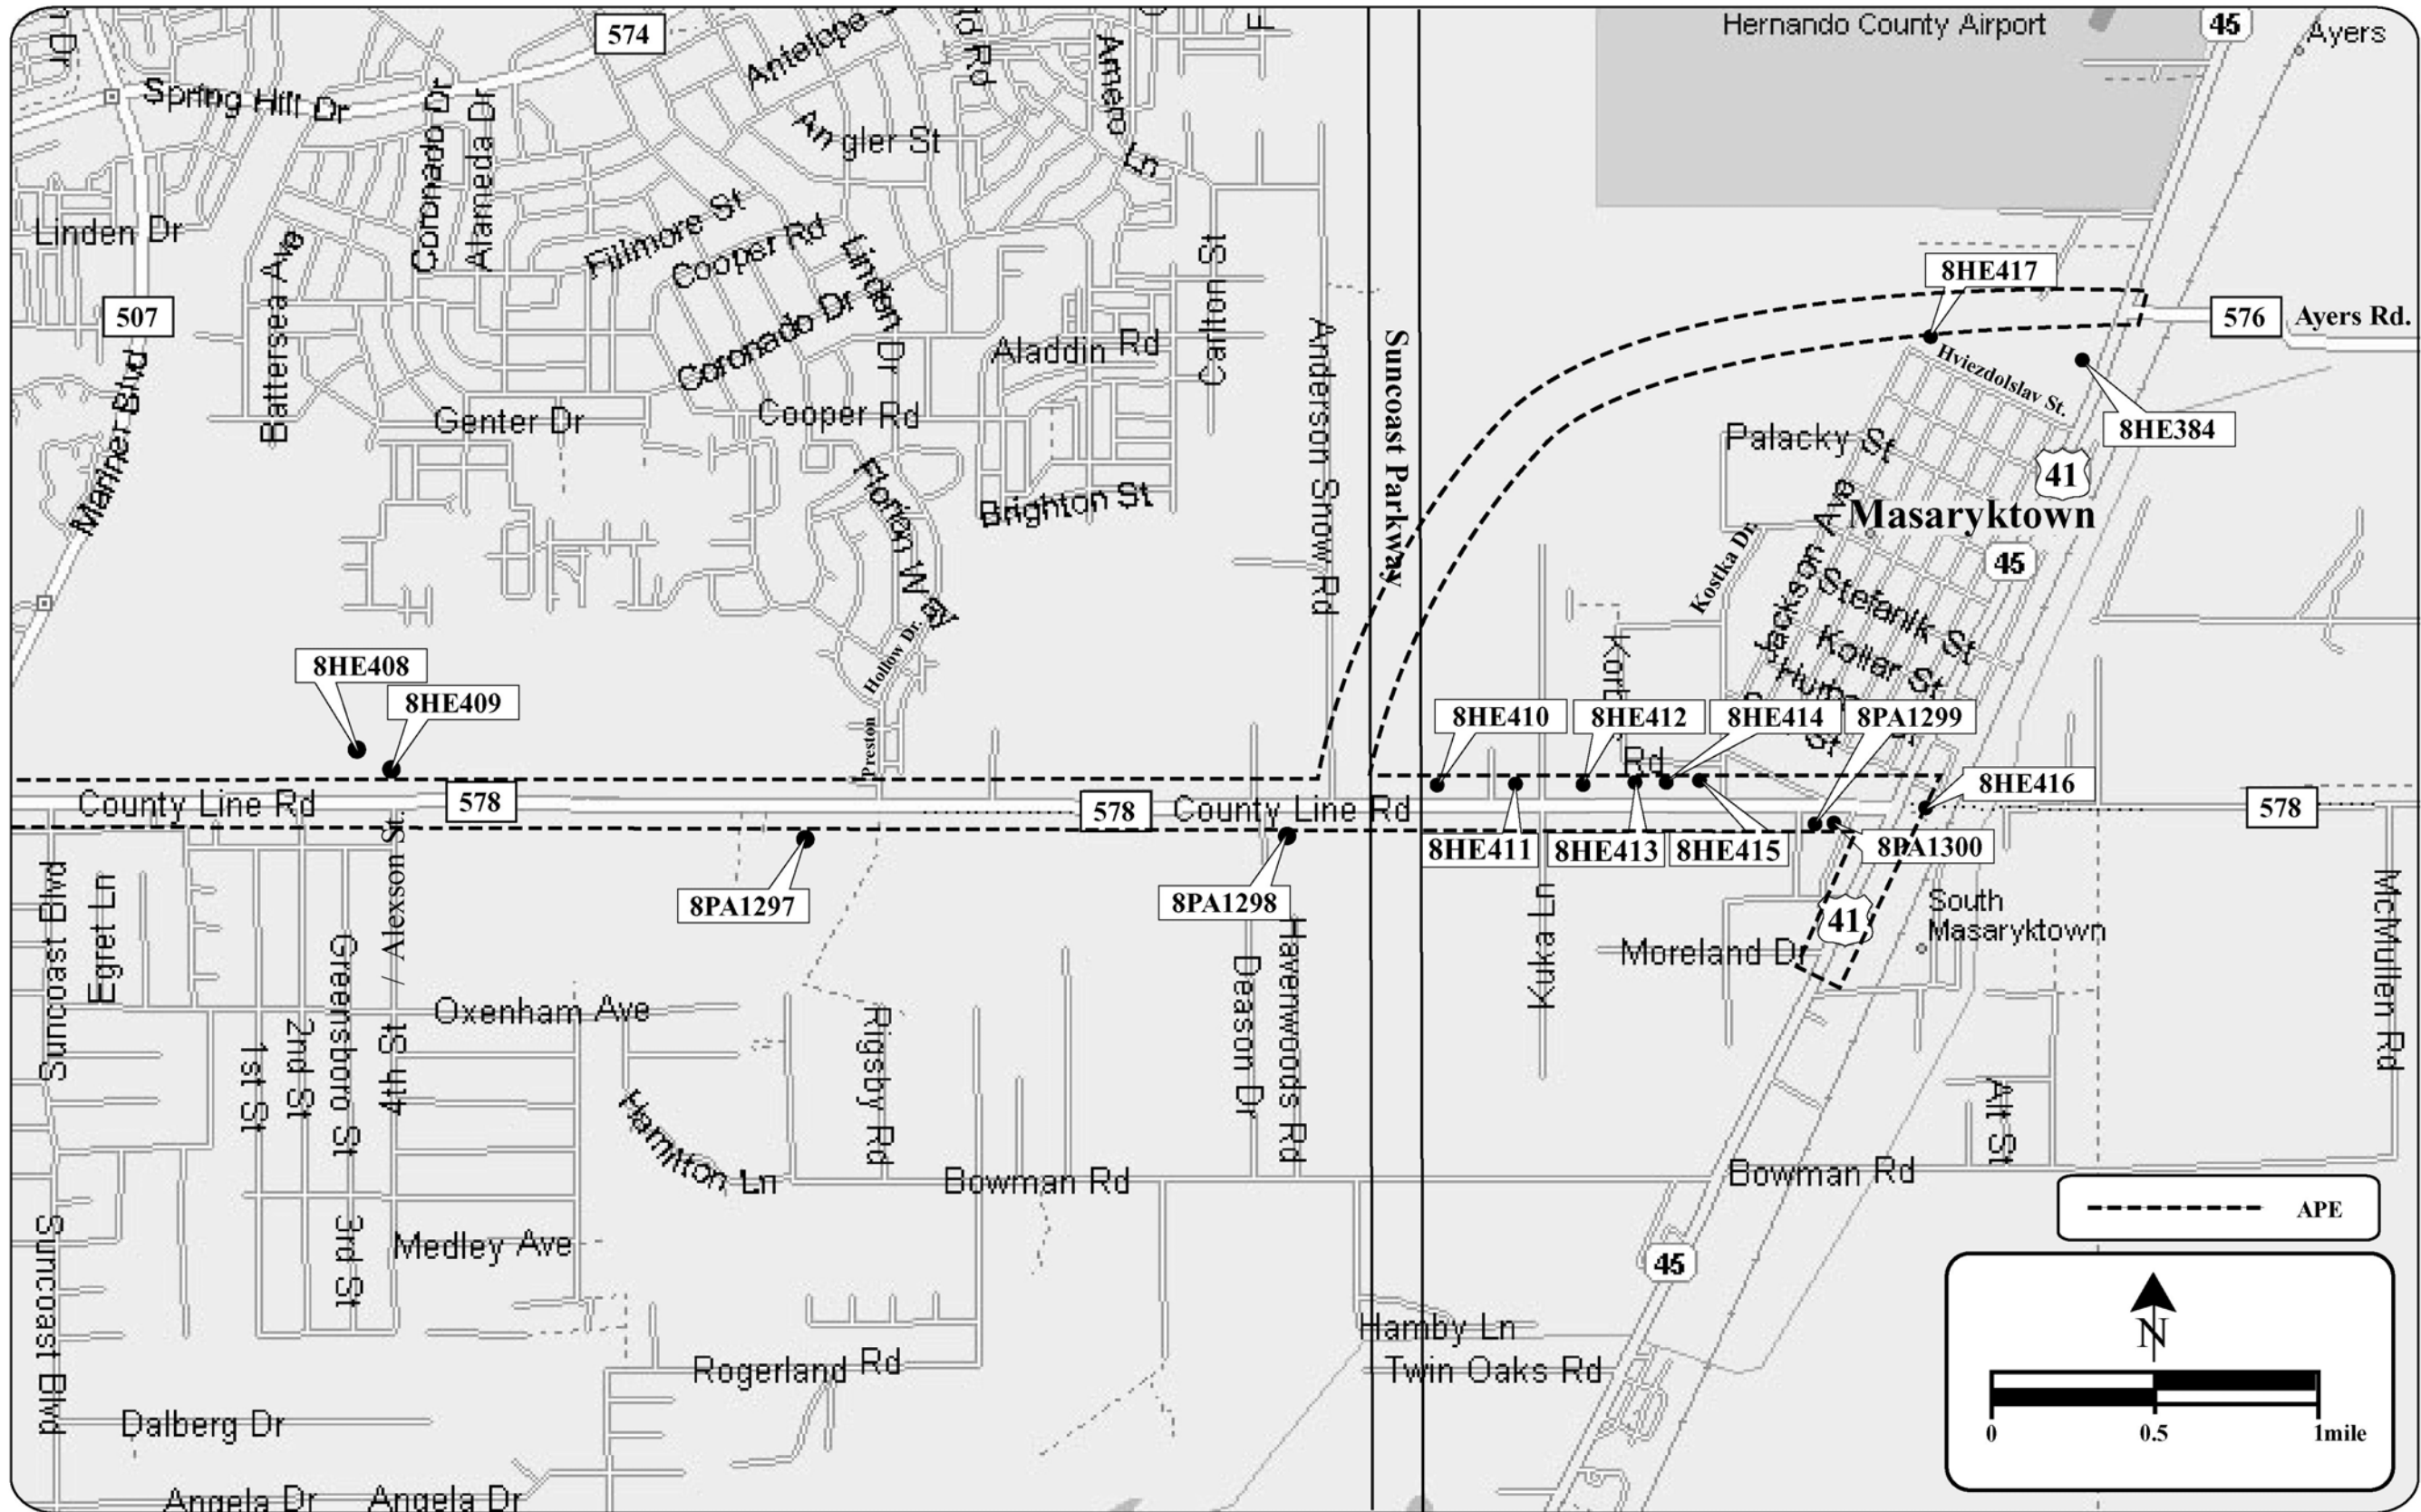 Hernando County Airport
45
Ayers
574
Antelope
Amero
Ln
Spring Hill Dr
Coronado Dr
Alameda Dr
Angler St
Linden Dr
Battersea Ave
Fillmore St
Cooper Rd
Linden Dr
Carlton St
8HE417
507
Coronado Dr
Aladdin Rd
Anderson Snow Rd
Suncoast Parkway
576
Ayers Rd.
Hviezdolslav St.
Mariner Blvd
Genter Dr
Cooper Rd
8HE384
Palacky St
41
Florion Way
Brighton St
Masaryktown
Kostka Dr.
Jackson Ave
45
Stefanik St
Kollar St
Hollow Dr.
8HE408
8HE409
Preston
8HE410
8HE412
8HE414
8PA1299
Rd
St
8HE416
County Line Rd
578
578
County Line Rd
578
8HE411
8HE413
8HE415
8PA1300
8PA1297
8PA1298
Suncoast Blvd
Egret Ln
Greensboro St
4th St / Alexson St.
41
South
Masaryktown
Kuka Ln
Moreland Dr
McMullen Rd
Oxenham Ave
Rigsby Rd
Deason Dr
Havenwoods Rd
1st St
2nd St
Hamilton Ln
Bowman Rd
Bowman Rd
Alt St
APE
Suncoast Blvd
3rd St
Medley Ave
45
Hamby Ln
Rogerland Rd
Twin Oaks Rd
N
Dalberg Dr
0 0.5 1mile
Angela Dr
Angela Dr